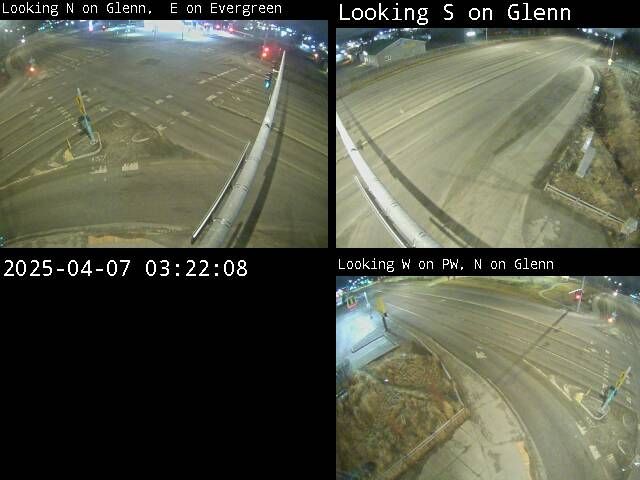 Looking N on Glenn, E on Evergreen
Looking S on Glenn
2025-04-07 03:22:08
Looking W on PW, N on Glenn